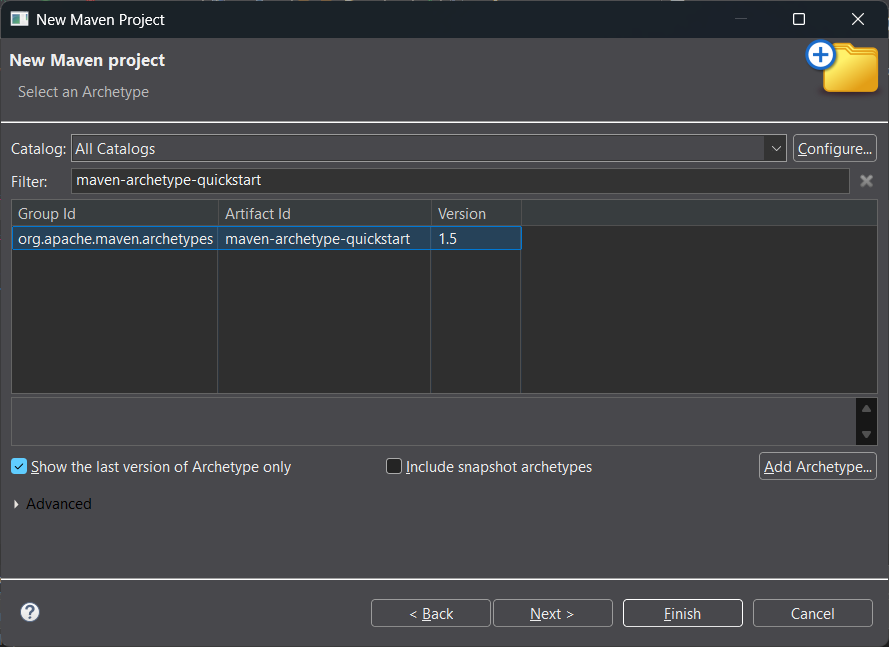 New Maven Project
New Maven project
Select an Archetype
Catalog: All Catalogs Configure...
Filter: maven-archetype-quickstart
Group Id Artifact Id Version
org.apache.maven.archetypes maven-archetype-quickstart 1.5
Show the last version of Archetype only Include snapshot archetypes Add Archetype...
Advanced
? < Back Next > Finish Cancel